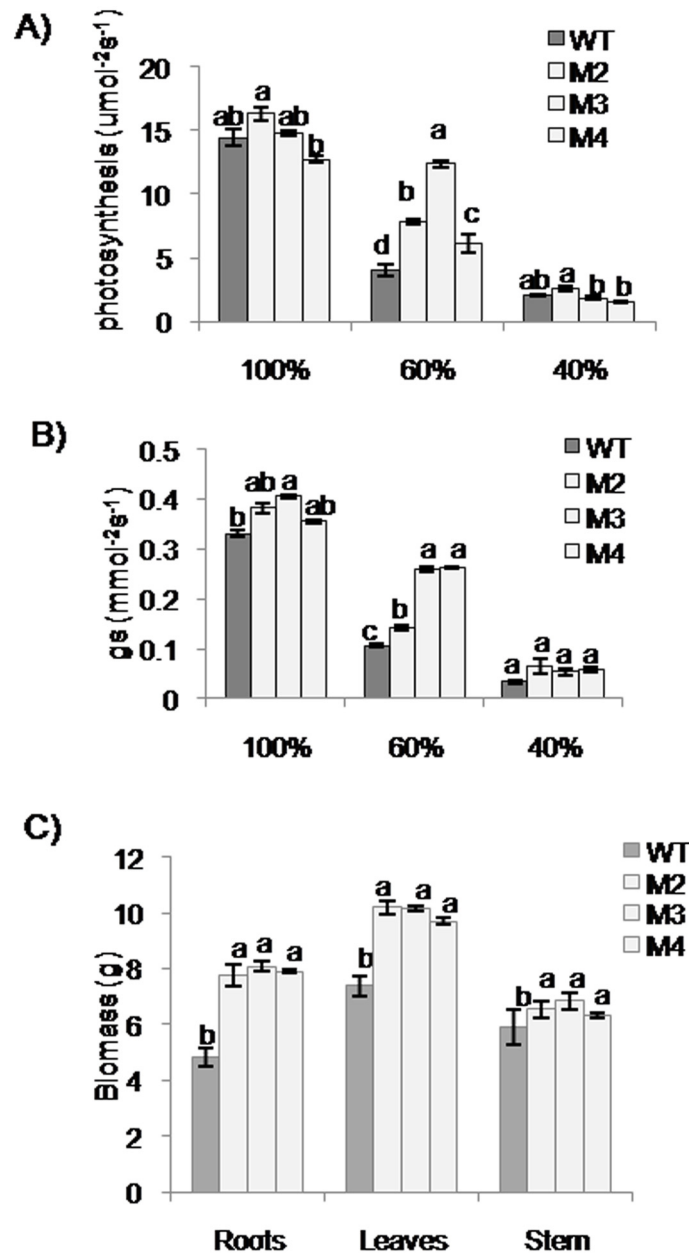 A)
photosynthesis (umol-2s-1)
WT
M2
M3
M4
20
15
10
5
0
ab
a
ab
b
d
b
a
c
ab
a
b
b
100%
60%
40%
B)
gs (mmol-2s-1)
WT
M2
M3
M4
0.5
0.4
0.3
0.2
0.1
0
b
ab
a
ab
c
b
a
a
a
a
a
a
100%
60%
40%
C)
Biomass (g)
WT
M2
M3
M4
12
10
8
6
4
2
0
b
a
a
a
b
a
a
a
b
a
a
a
Roots
Leaves
Stem